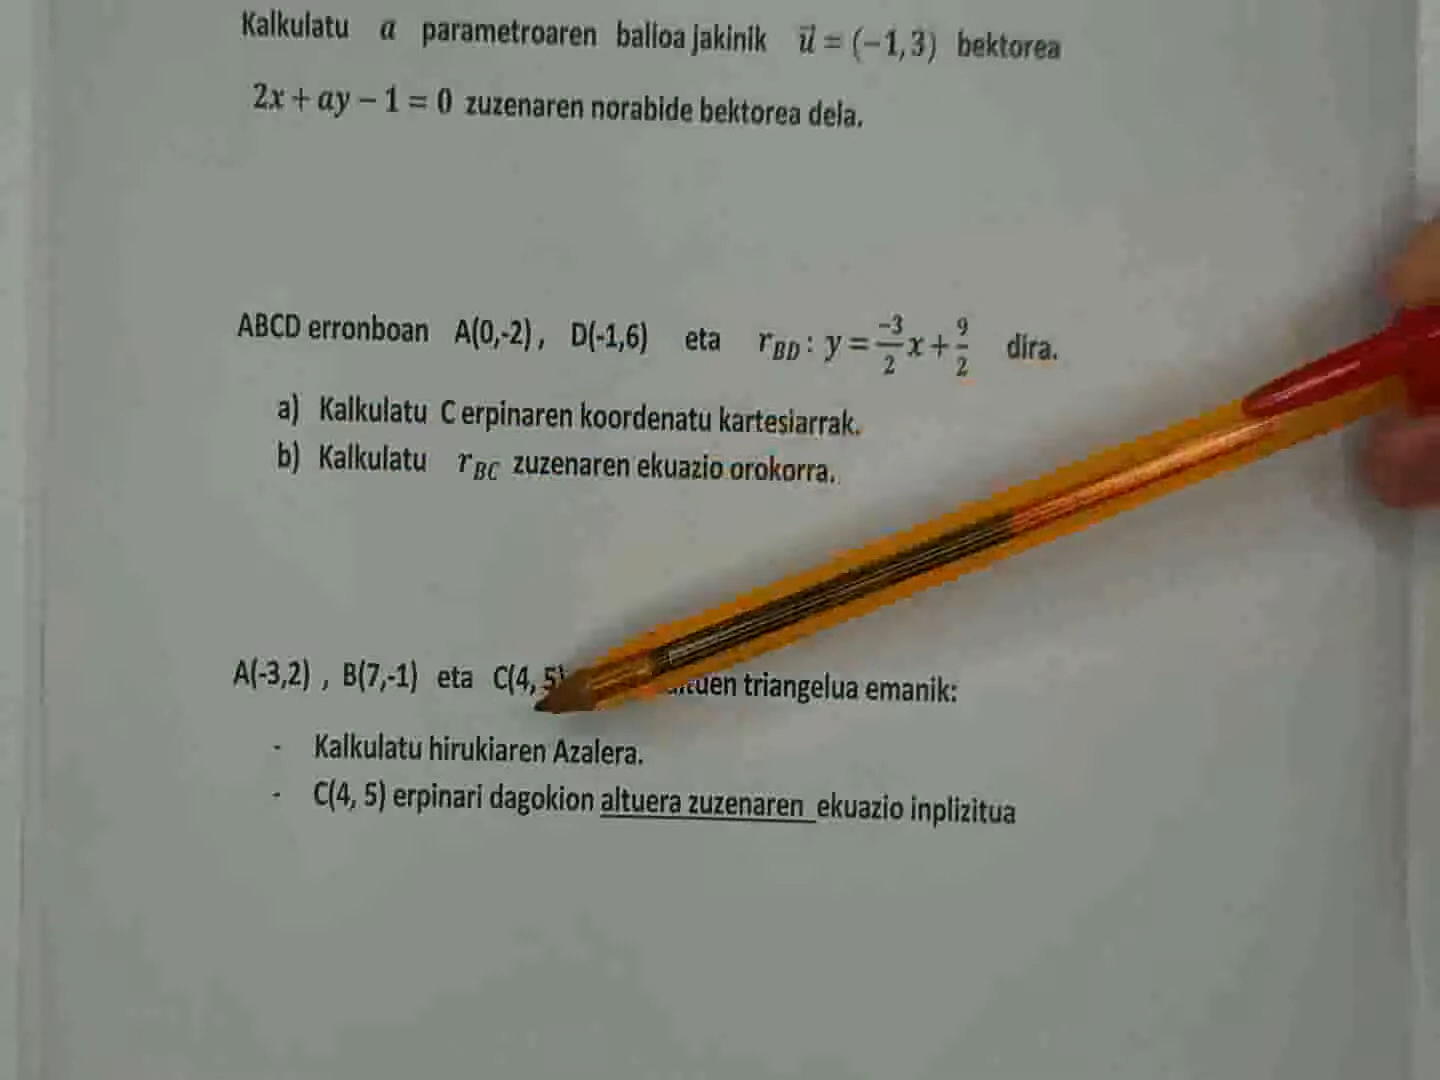 Kalkulatu a parametroaren balioa jakinik u⃗ = (−1,3) bektorea
2x + ay − 1 = 0 zuzenaren norabide bektorea dela.
ABCD erronboan A(0,-2), D(-1,6) eta r_BD : y = −3/2 x + 9/2 dira.
a) Kalkulatu C erpinaren koordenatu kartesiarrak.
b) Kalkulatu r_BC zuzenaren ekuazio orokorra.
A(-3,2) , B(7,-1) eta C(4, 5) triangelua emanik:
- Kalkulatu hirukiaren Azalera.
- C(4, 5) erpinari dagokion altuera zuzenaren ekuazio inplizitua